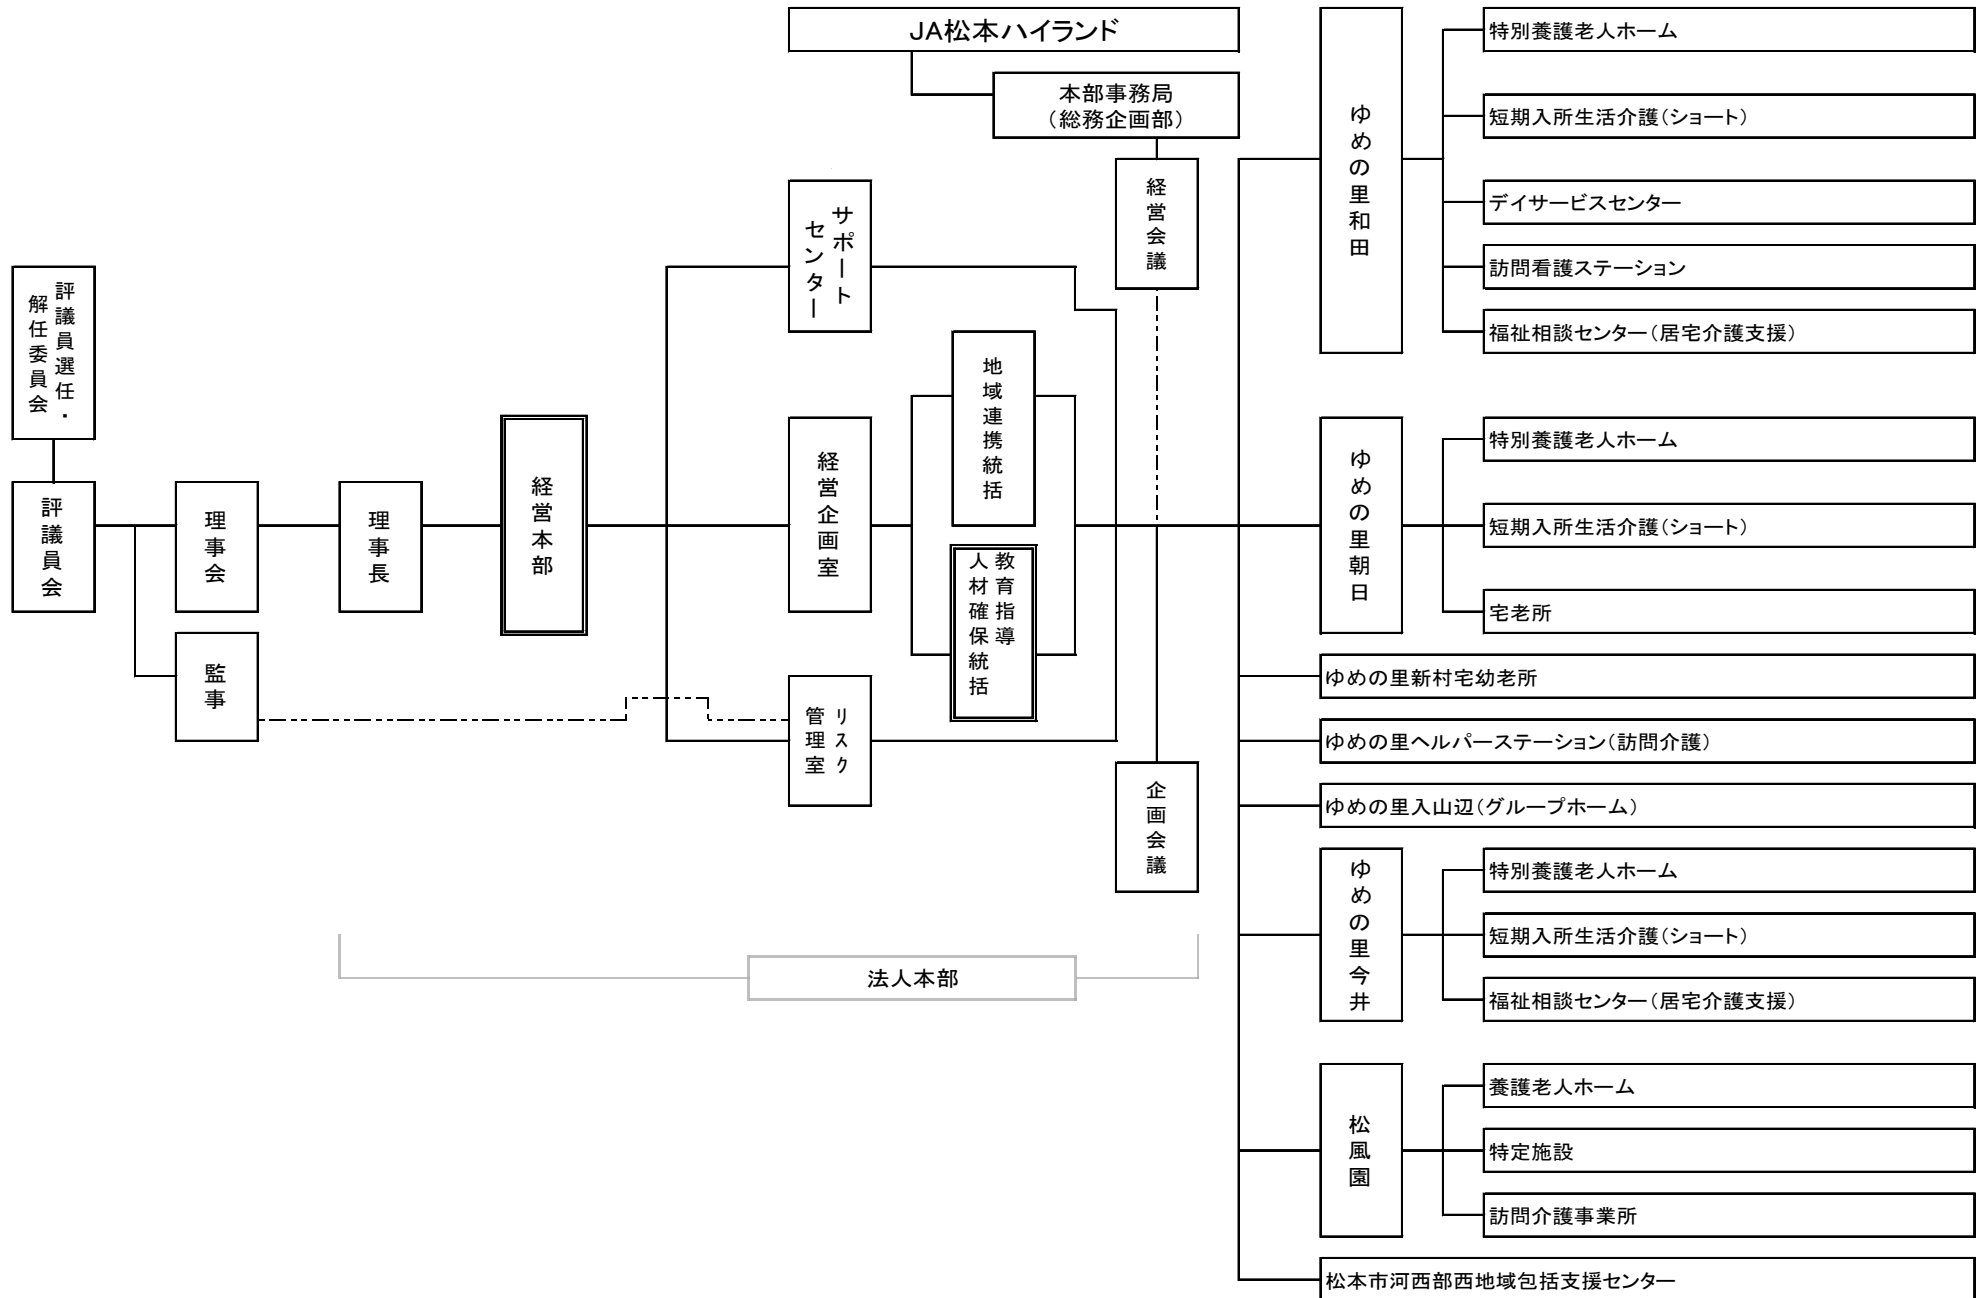 JA松本ハイランド
本部事務局
（総務企画部）
経営会議
サポート
センター
評議員選任・
解任委員会
評議員会
理事会
監事
理事長
経営本部
経営企画室
地域連携統括
教育指導
人材確保統括
リスク
管理室
企画会議
法人本部
ゆめの里和田
特別養護老人ホーム
短期入所生活介護（ショート）
デイサービスセンター
訪問看護ステーション
福祉相談センター（居宅介護支援）
ゆめの里朝日
特別養護老人ホーム
短期入所生活介護（ショート）
宅老所
ゆめの里新村宅幼老所
ゆめの里ヘルパーステーション（訪問介護）
ゆめの里入山辺（グループホーム）
ゆめの里今井
特別養護老人ホーム
短期入所生活介護（ショート）
福祉相談センター（居宅介護支援）
松風園
養護老人ホーム
特定施設
訪問介護事業所
松本市河西部西地域包括支援センター